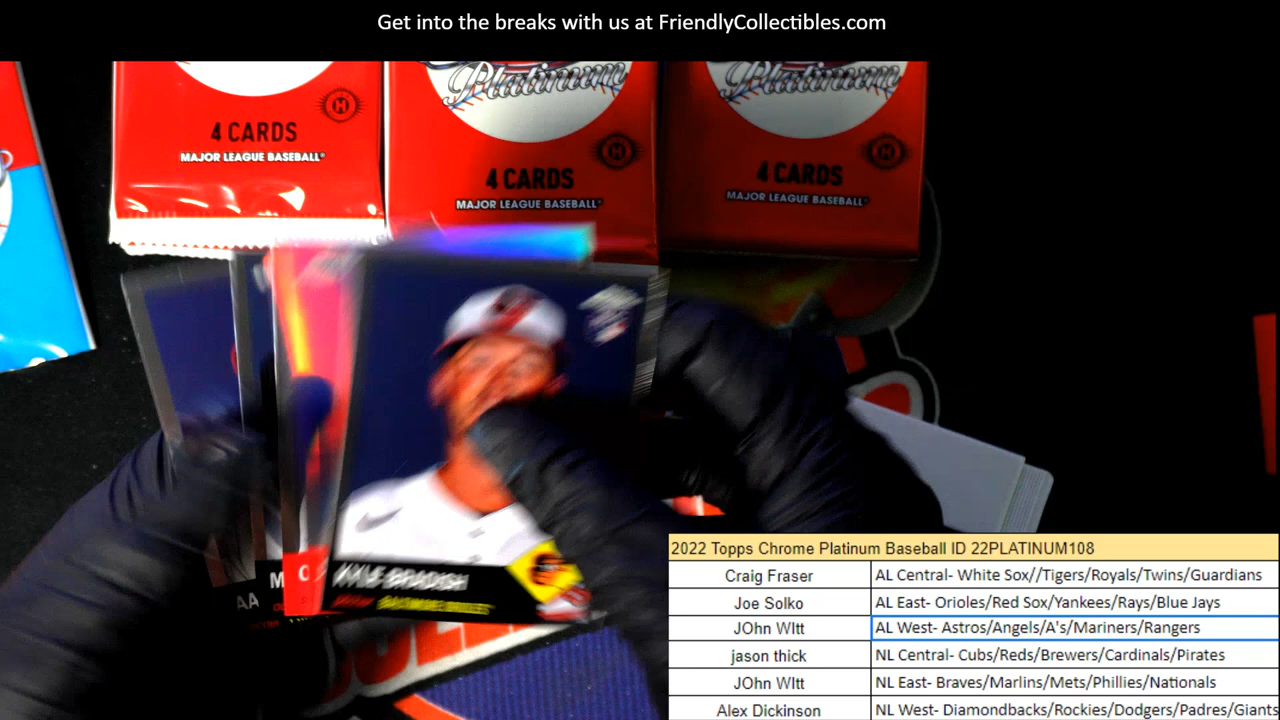 Get into the breaks with us at FriendlyCollectibles.com
Platinum
Platinum
4 CARDS
MAJOR LEAGUE BASEBALL
4 CARDS
MAJOR LEAGUE BASEBALL
4 CARDS
MAJOR LEAGUE BASEBALL
KYLE BRADISH
2022 Topps Chrome Platinum Baseball ID 22PLATINUM108
Craig Fraser AL Central- White Sox//Tigers/Royals/Twins/Guardians
Joe Solko AL East- Orioles/Red Sox/Yankees/Rays/Blue Jays
JOhn WItt AL West- Astros/Angels/A's/Mariners/Rangers
jason thick NL Central- Cubs/Reds/Brewers/Cardinals/Pirates
JOhn WItt NL East- Braves/Marlins/Mets/Phillies/Nationals
Alex Dickinson NL West- Diamondbacks/Rockies/Dodgers/Padres/Giants